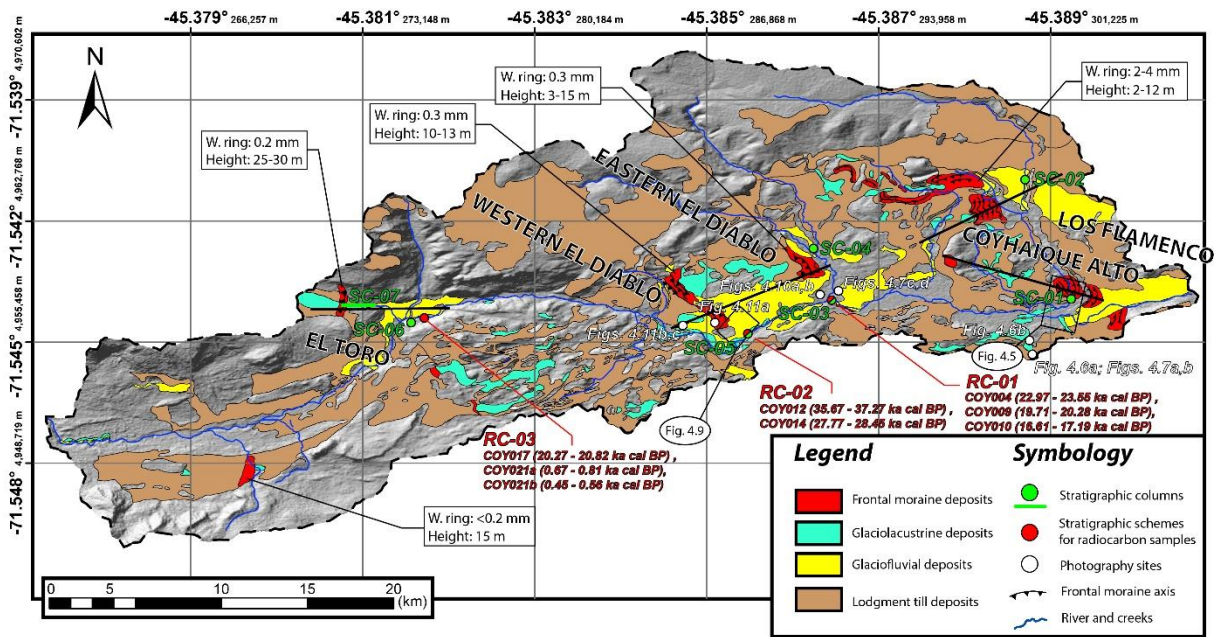 -45.379° 266,257 m
-45.381° 273,148 m
-45.383° 280,184 m
-45.385° 286,868 m
-45.387° 293,958 m
-45.389° 301,225 m
4,970,602 m
-71.539°
4,962,768 m
-71.542°
4,955,458 m
-71.545°
4,948,719 m
-71.548°
N
W. ring: 0.2 mm
Height: 25-30 m
W. ring: 0.3 mm
Height: 10-13 m
W. ring: 0.3 mm
Height: 3-15 m
W. ring: 2-4 mm
Height: 2-12 m
EASTERN EL DIABLO
WESTERN EL DIABLO
SC-02
LOS FLAMENCO
COYHAIQUE ALTO
SC-04
Figs. 4.10a,b
Figs. 4.7c,d
SC-07
Fig. 4.11a
SC-03
SC-01
SC-06
Figs. 4.11b,c
SC-05
Fig. 4.6b
EL TORO
Fig. 4.5
Fig. 4.6a; Figs. 4.7a,b
Fig. 4.9
RC-02
COY012 (35.67 - 37.27 ka cal BP) ,
COY014 (27.77 - 28.45 ka cal BP)
RC-01
COY004 (22.97 - 23.55 ka cal BP) ,
COY009 (19.71 - 20.28 ka cal BP),
COY010 (16.61 - 17.19 ka cal BP)
RC-03
COY017 (20.27 - 20.82 ka cal BP) ,
COY021a (0.67 - 0.81 ka cal BP),
COY021b (0.45 - 0.56 ka cal BP)
W. ring: <0.2 mm
Height: 15 m
0 5 10 15 20
(km)
Legend
Frontal moraine deposits
Glaciolacustrine deposits
Glaciofluvial deposits
Lodgment till deposits
Symbology
Stratigraphic columns
Stratigraphic schemes
for radiocarbon samples
Photography sites
Frontal moraine axis
River and creeks